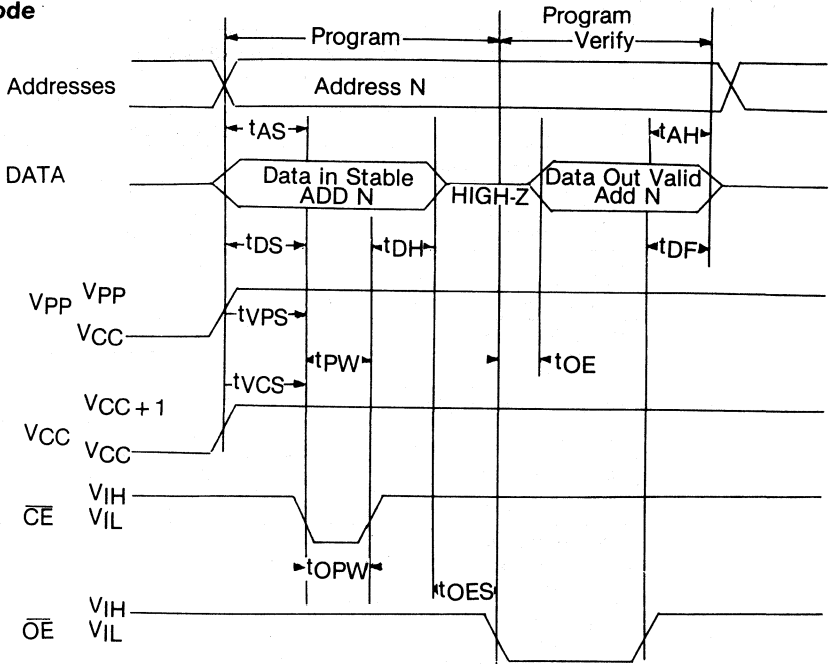 ode
Program
Program
Verify
Addresses
Address N
tAS
tAH
DATA
Data in Stable
ADD N
HIGH-Z
Data Out Valid
Add N
tDS
tDH
tDF
VPP
VPP
tVPS
VCC
tPW
tOE
tVCS
VCC + 1
VCC
VCC
VIH
CE
VIL
tOPW
tOES
VIH
OE
VIL